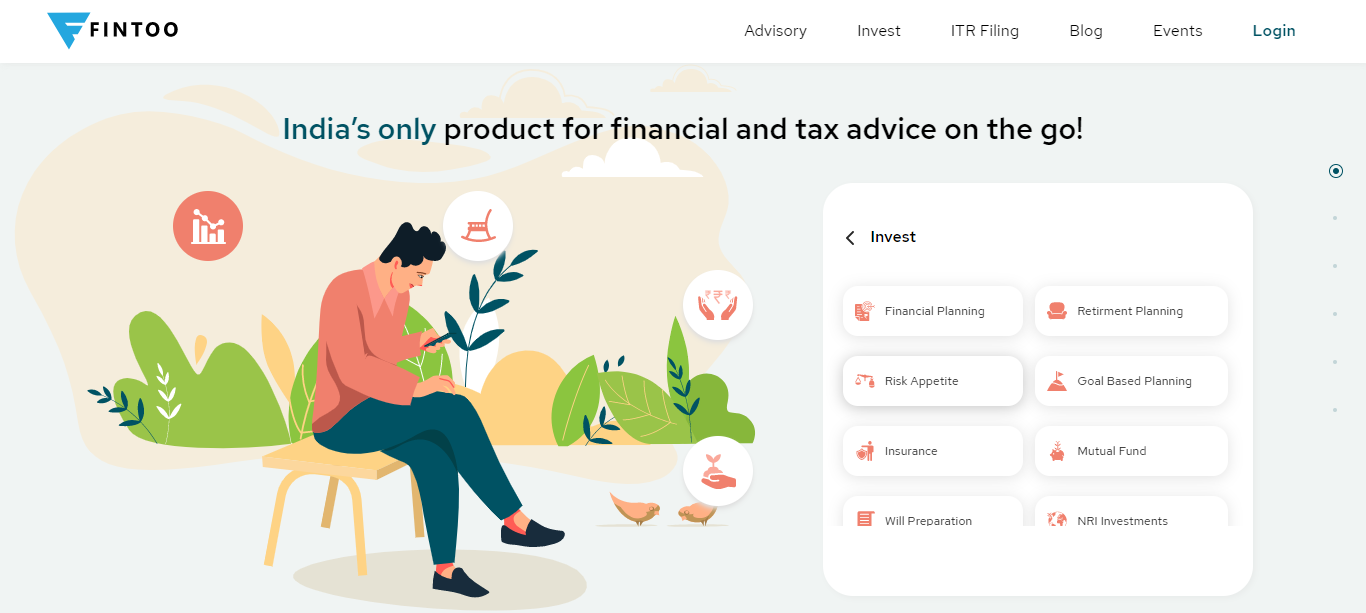 FINTOO
Advisory Invest ITR Filing Blog Events Login
India's only product for financial and tax advice on the go!
Invest
Financial Planning Retirment Planning
Risk Appetite Goal Based Planning
Insurance Mutual Fund
Will Preparation NRI Investments